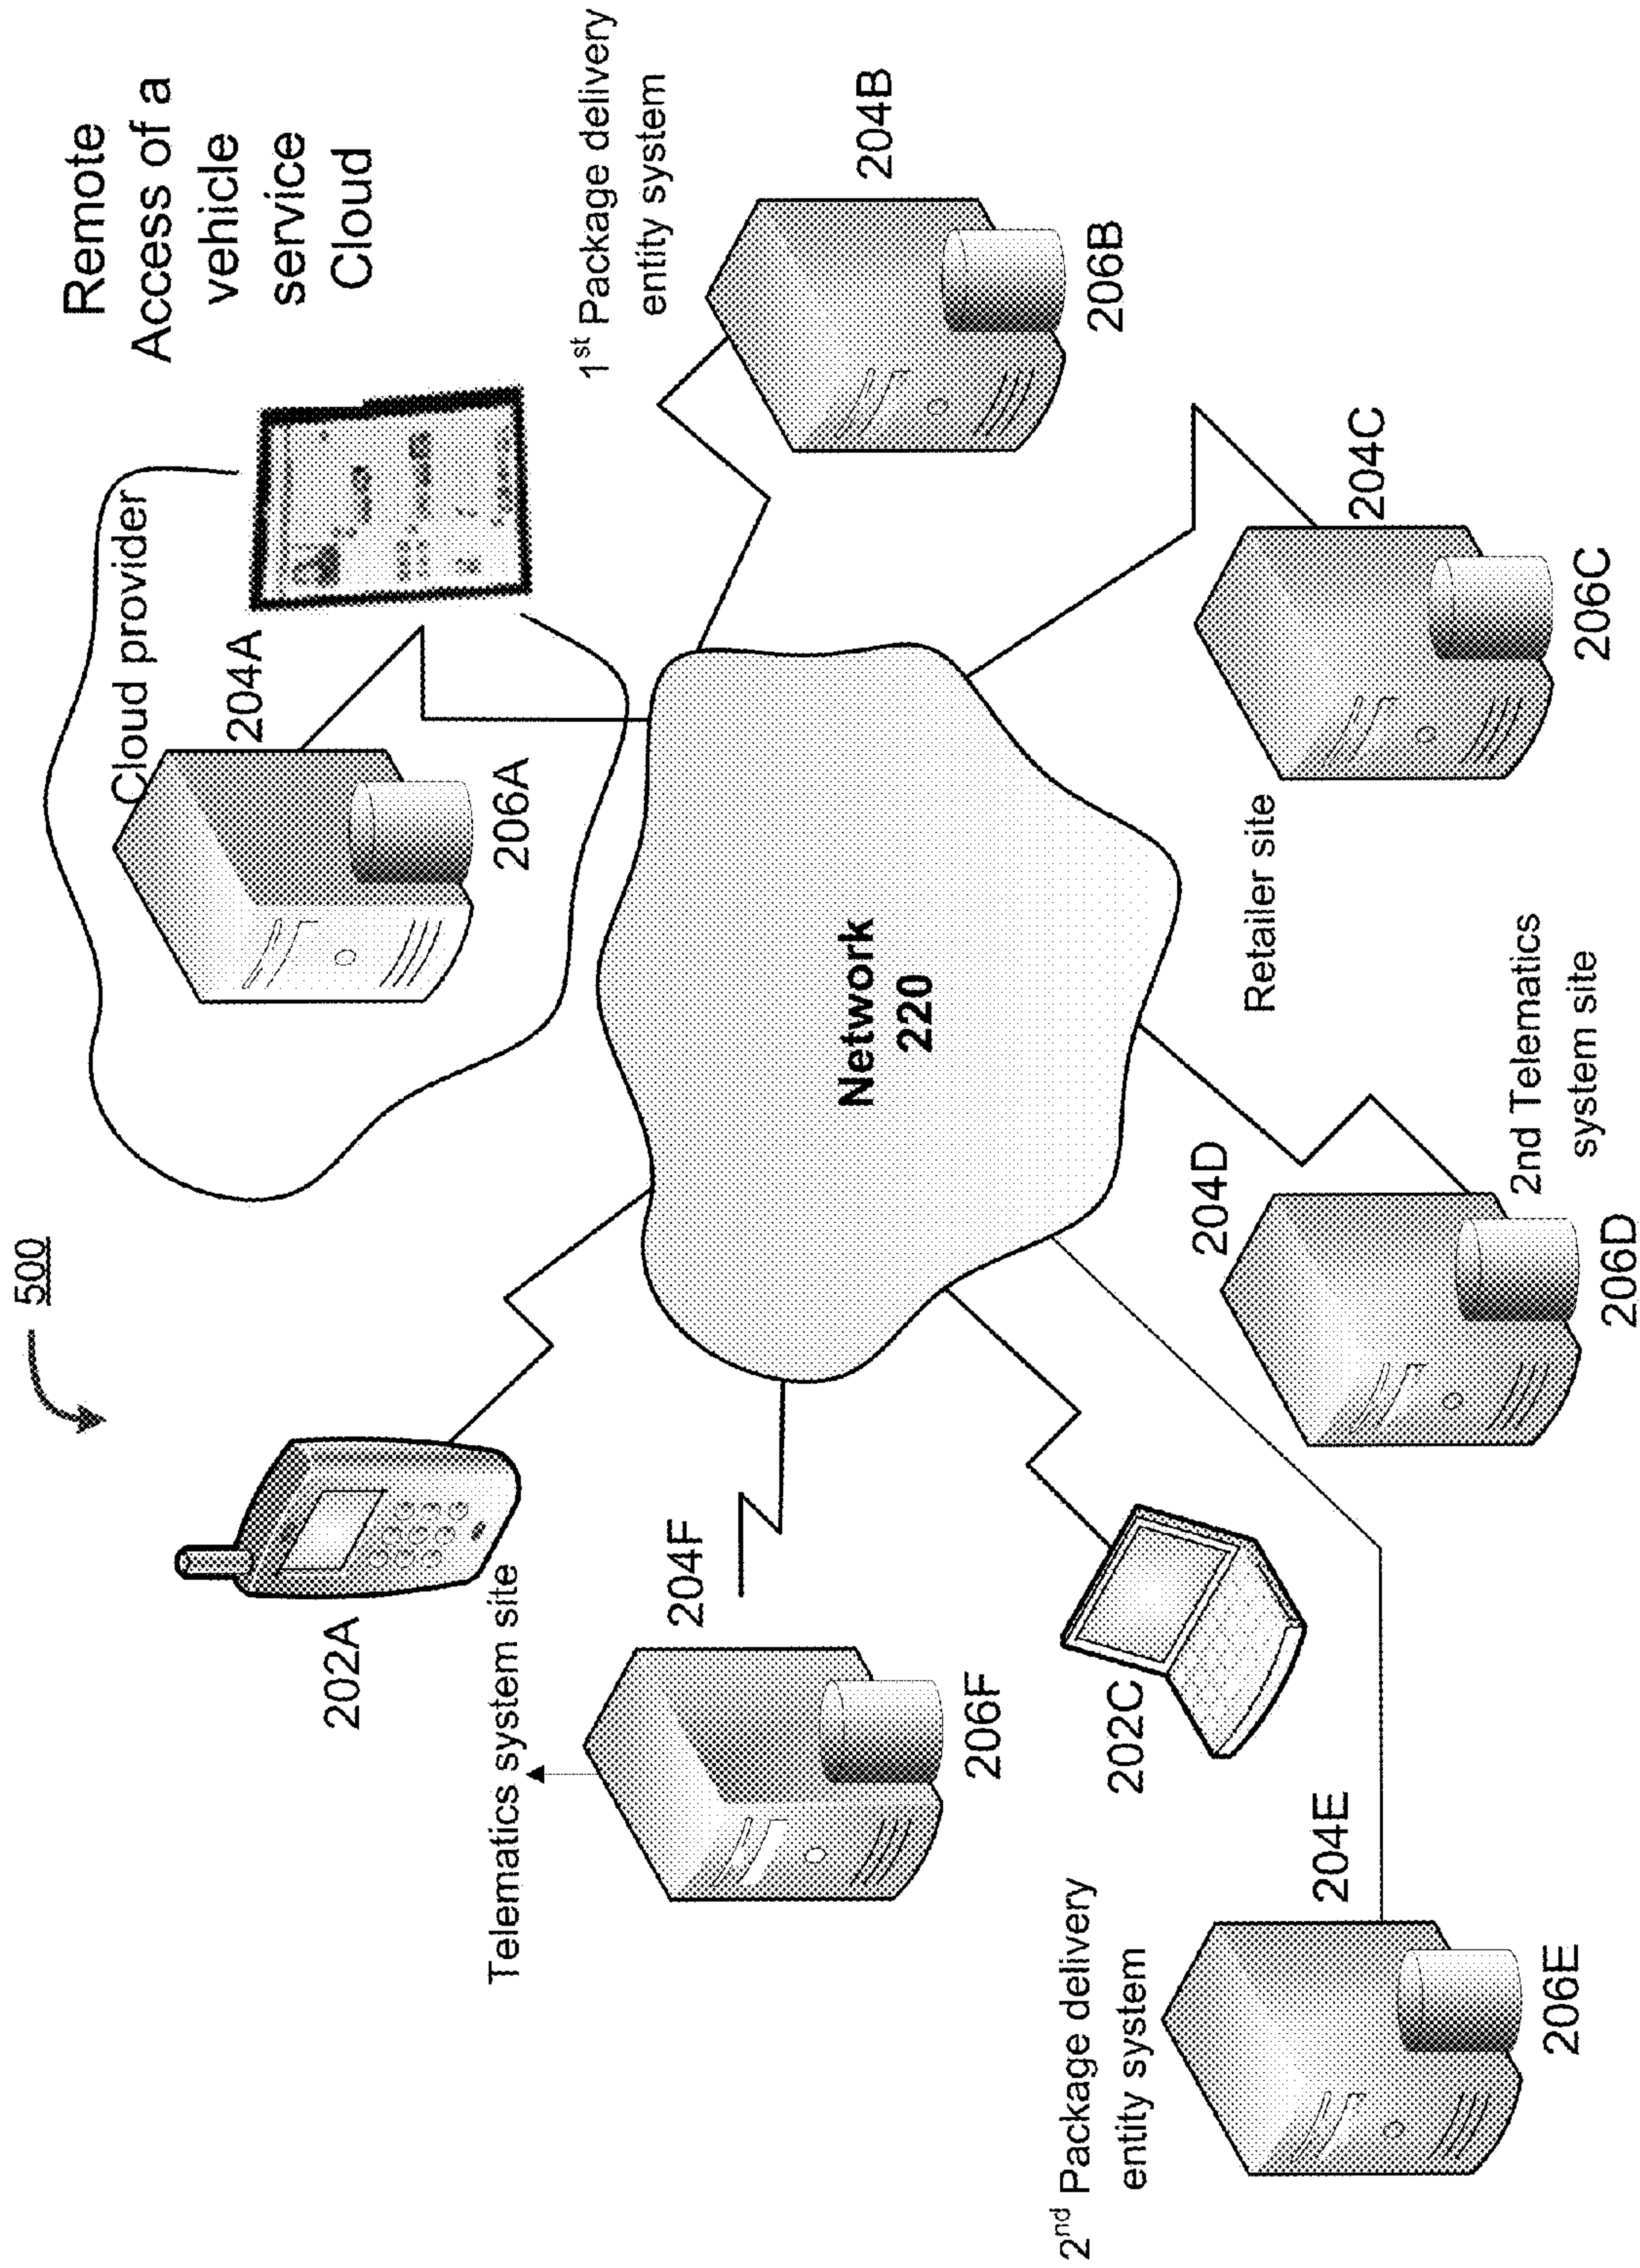 500
Remote
Access of a
vehicle
service
Cloud
Cloud provider
204A
206A
202A
1st Package delivery
entity system
204B
206B
Telematics system site
204F
206F
Network
220
204C
206C
Retailer site
202C
204D
206D
2nd Telematics
system site
2nd Package delivery
entity system
204E
206E